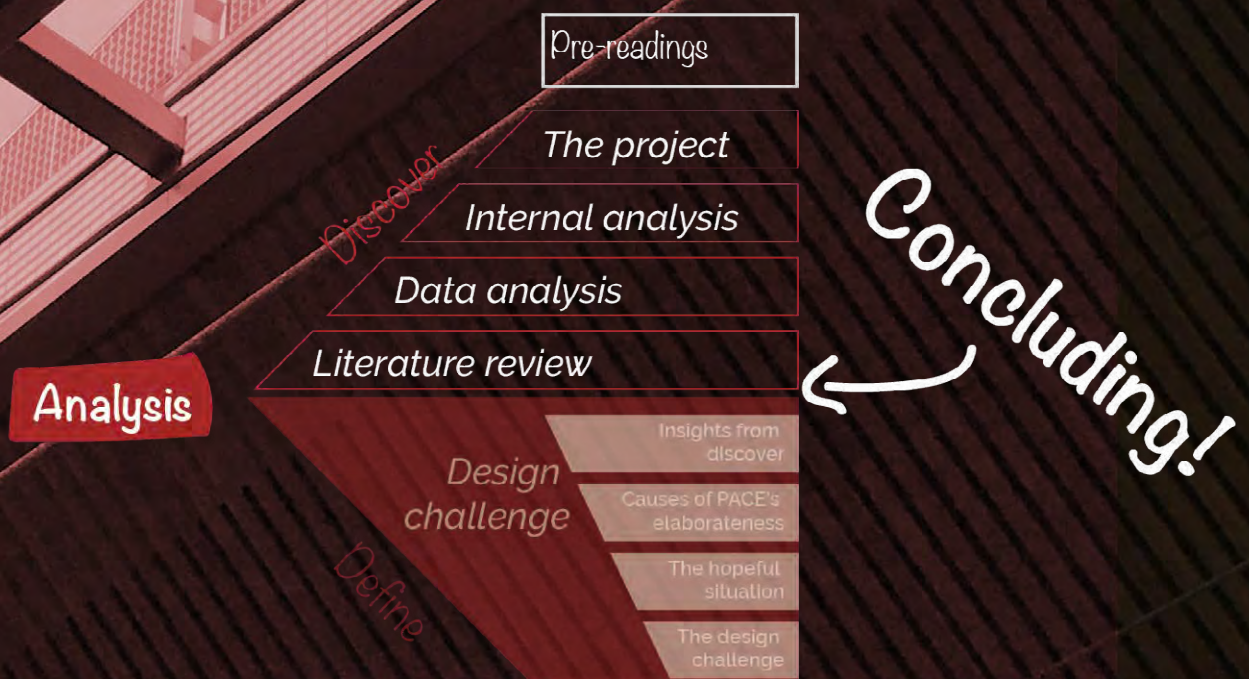 Pre-readings
The project
Discover
Internal analysis
Data analysis
Literature review
Concluding!
Analysis
Design
challenge
Insights from
discover
Causes of PACE's
elaborateness
The hopeful
situation
The design
challenge
Define